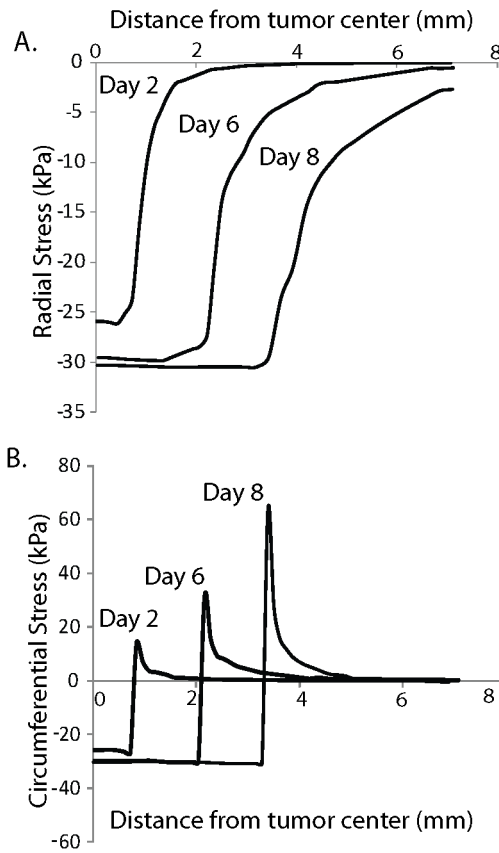 Distance from tumor center (mm)
A.
0 2 4 6 8
0
-5
-10
-15
-20
-25
-30
-35
Radial Stress (kPa)
Day 2
Day 6
Day 8
B.
80
60
40
20
0
-20
-40
-60
Circumferential Stress (kPa)
Day 8
Day 6
Day 2
0 2 4 6 8
Distance from tumor center (mm)